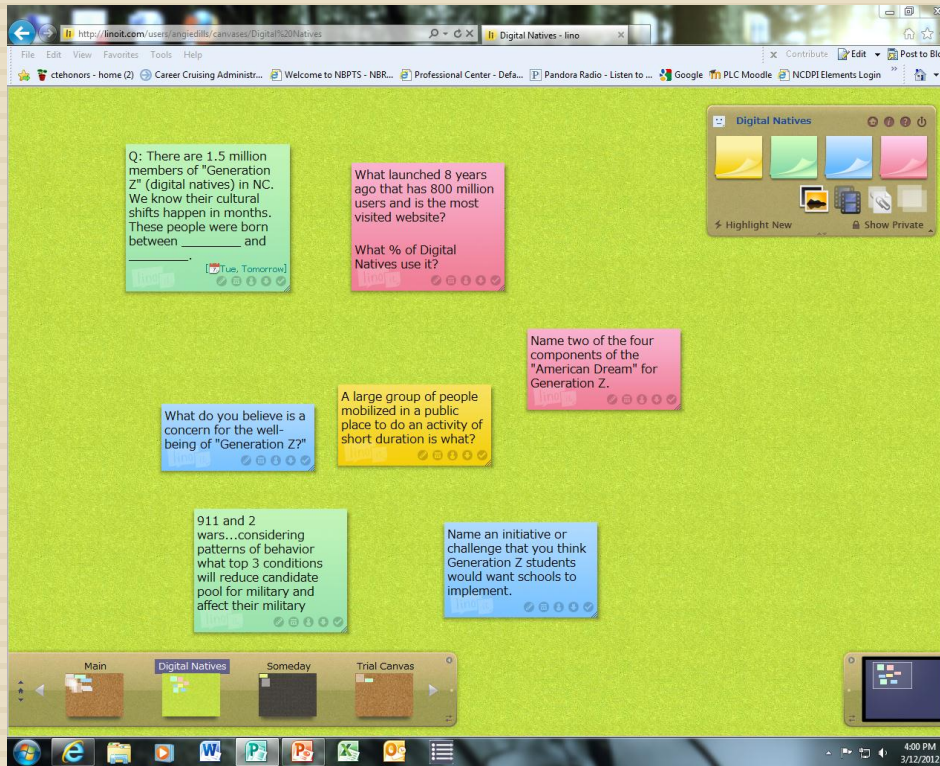 http://linoit.com/users/angiedills/canvases/Digital%20Natives
Digital Natives - lino
File Edit View Favorites Tools Help
x Contribute Edit Post to Blo
ctehonors - home (2) Career Cruising Administr... Welcome to NBPTS - NBR... Professional Center - Defa... Pandora Radio - Listen to ... Google PLC Moodle NCDPI Elements Login
Digital Natives
Highlight New Show Private
Q: There are 1.5 million
members of "Generation
Z" (digital natives) in NC.
We know their cultural
shifts happen in months.
These people were born
between ________ and
________.
[Tue, Tomorrow]
What launched 8 years
ago that has 800 million
users and is the most
visited website?
What % of Digital
Natives use it?
Name two of the four
components of the
"American Dream" for
Generation Z.
What do you believe is a
concern for the well-
being of "Generation Z?"
A large group of people
mobilized in a public
place to do an activity of
short duration is what?
911 and 2
wars...considering
patterns of behavior
what top 3 conditions
will reduce candidate
pool for military and
affect their military
Name an initiative or
challenge that you think
Generation Z students
would want schools to
implement.
Main Digital Natives Someday Trial Canvas
4:00 PM
3/12/2012